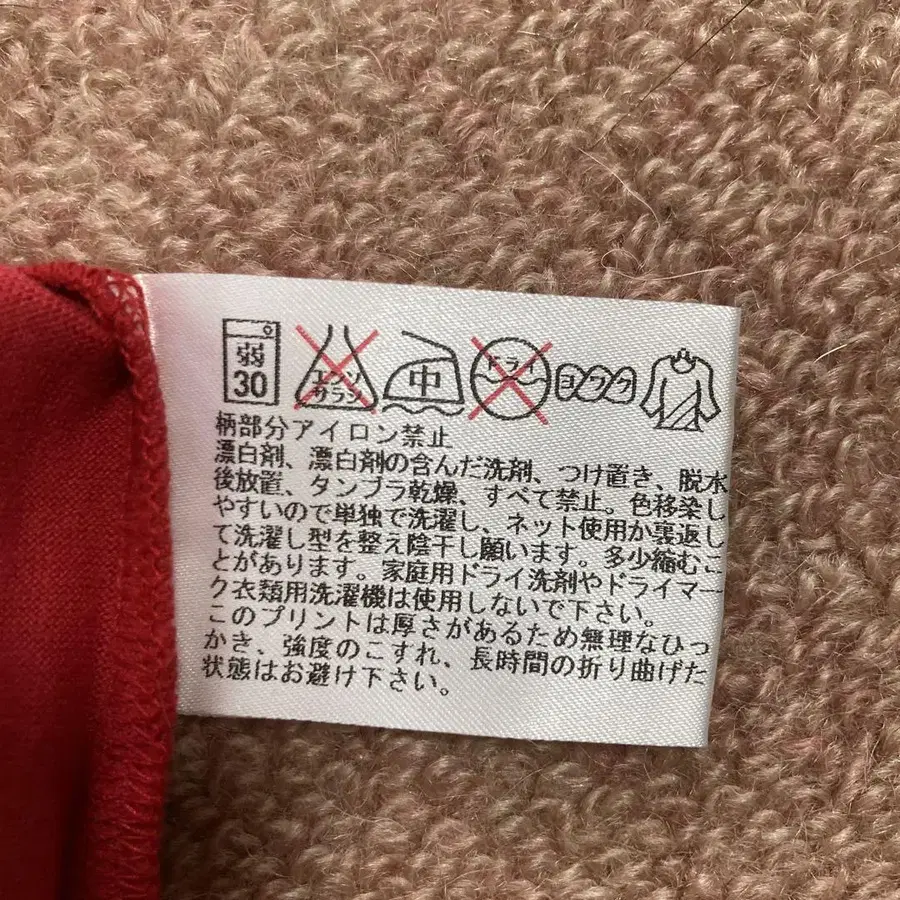 弱 30 エンソ サラシ 中 ドライ ヨワク
柄部分アイロン禁止
漂白剤、漂白剤の含んだ洗剤、つけ置き、脱水
後放置、タンブラ乾燥、すべて禁止。色移染し
やすいので単独で洗濯し、ネット使用か裏返し
て洗濯し型を整え陰干し願います。多少縮むこ
とがあります。家庭用ドライ洗剤やドライマー
ク衣類用洗濯機は使用しないで下さい。
このプリントは厚さがあるため無理なひっ
かき、強度のこすれ、長時間の折り曲げた
状態はお避け下さい。